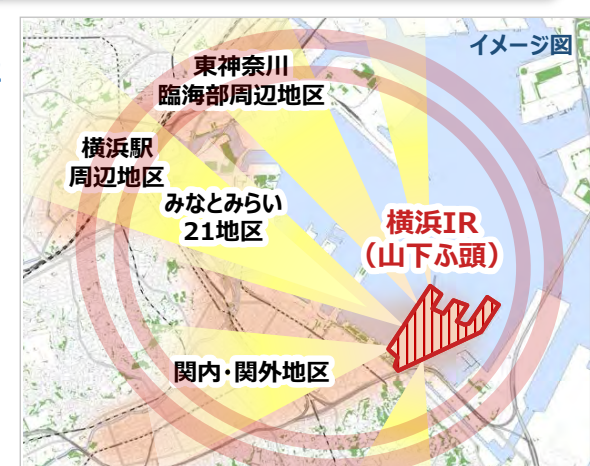 イメージ図
東神奈川
臨海部周辺地区
横浜駅
周辺地区
みなとみらい
21地区
横浜IR
（山下ふ頭）
関内・関外地区